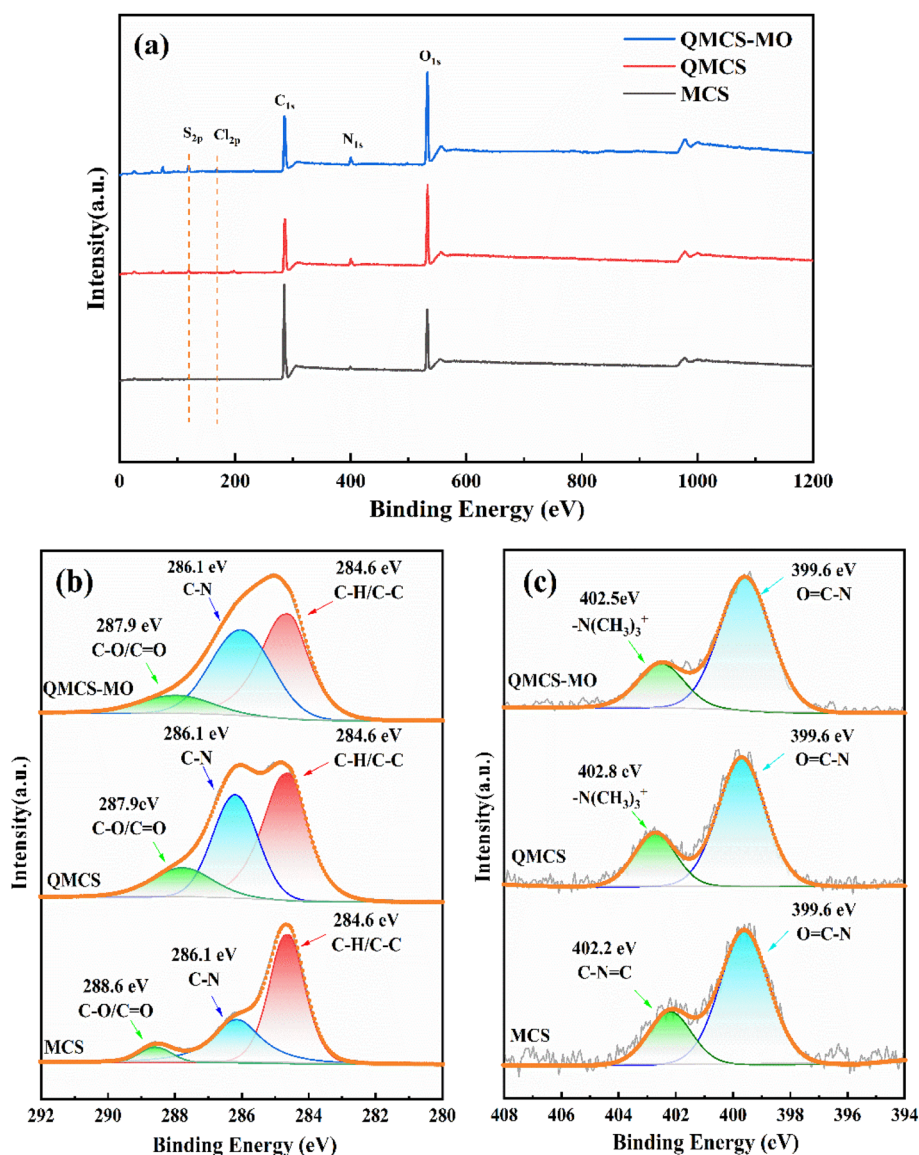 (a)
QMCS-MO
QMCS
MCS
S2p
Cl2p
C1s
N1s
O1s
Intensity(a.u.)
0 200 400 600 800 1000 1200
Binding Energy (eV)
(b)
286.1 eV
C-N
284.6 eV
C-H/C-C
287.9 eV
C-O/C=O
QMCS-MO
286.1 eV
C-N
284.6 eV
C-H/C-C
287.9cV
C-O/C=O
QMCS
284.6 cV
C-H/C-C
286.1 eV
C-N
288.6 eV
C-O/C=O
MCS
Intensity(a.u.)
292 290 288 286 284 282 280
Binding Energy (eV)
(c)
399.6 eV
O=C-N
402.5eV
-N(CH3)3+
QMCS-MO
399.6 eV
O=C-N
402.8 cV
-N(CH3)3+
QMCS
399.6 eV
O=C-N
402.2 eV
C-N=C
MCS
Intensity(a.u.)
408 406 404 402 400 398 396 394
Binding Energy (cV)